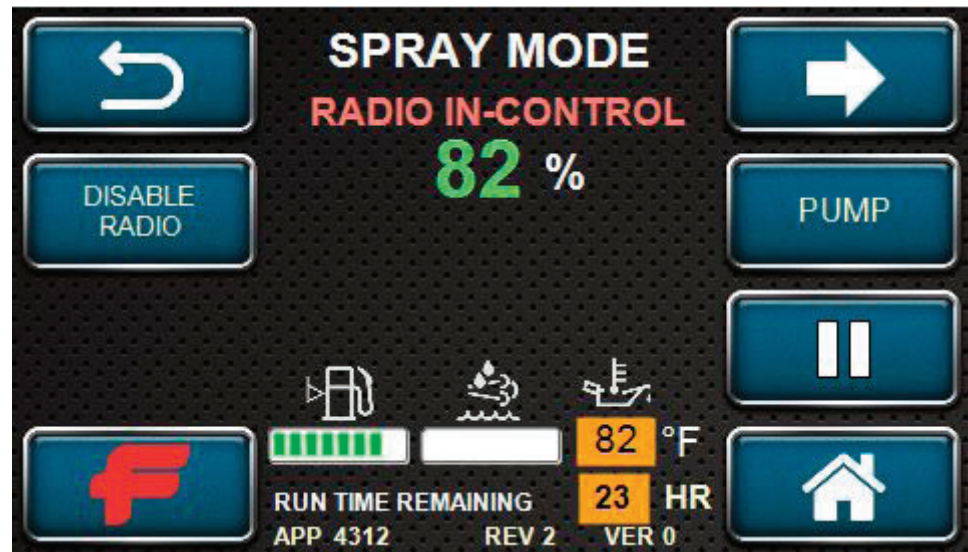 SPRAY MODE
RADIO IN-CONTROL
82 %
DISABLE
RADIO
PUMP
82 °F
RUN TIME REMAINING 23 HR
APP 4312 REV 2 VER 0